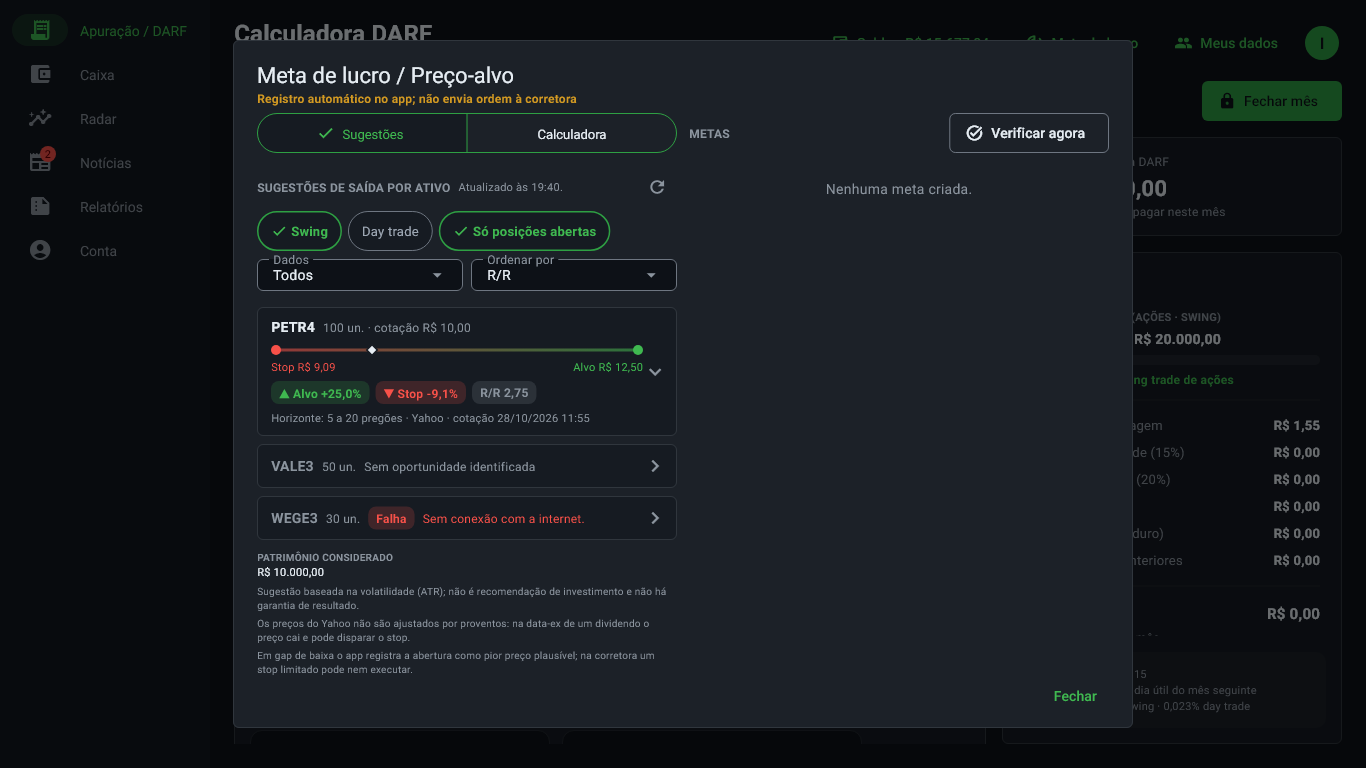 Apuração / DARF
Caixa
Radar
2
Notícias
Relatórios
Conta
Calculadora DARF
Meus dados
I
Fechar mês
Meta de lucro / Preço-alvo
Registro automático no app; não envia ordem à corretora
Sugestões
Calculadora
METAS
Verificar agora
SUGESTÕES DE SAÍDA POR ATIVO Atualizado às 19:40.
Nenhuma meta criada.
Swing
Day trade
Só posições abertas
Dados
Todos
Ordenar por
R/R
PETR4 100 un. · cotação R$ 10,00
Stop R$ 9,09
Alvo R$ 12,50
Alvo +25,0%
Stop -9,1%
R/R 2,75
Horizonte: 5 a 20 pregões · Yahoo · cotação 28/10/2026 11:55
VALE3 50 un. Sem oportunidade identificada
WEGE3 30 un. Falha Sem conexão com a internet.
PATRIMÔNIO CONSIDERADO
R$ 10.000,00
Sugestão baseada na volatilidade (ATR); não é recomendação de investimento e não há
garantia de resultado.
Os preços do Yahoo não são ajustados por proventos: na data-ex de um dividendo o
preço cai e pode disparar o stop.
Em gap de baixa o app registra a abertura como pior preço plausível; na corretora um
stop limitado pode nem executar.
Fechar
DARF
,00
pagar neste mês
(AÇÕES · SWING)
R$ 20.000,00
trade de ações
R$ 1,55
(15%)
R$ 0,00
(20%)
R$ 0,00
R$ 0,00
R$ 0,00
R$ 0,00
R$ 0,00
15
dia útil do mês seguinte
· 0,023% day trade